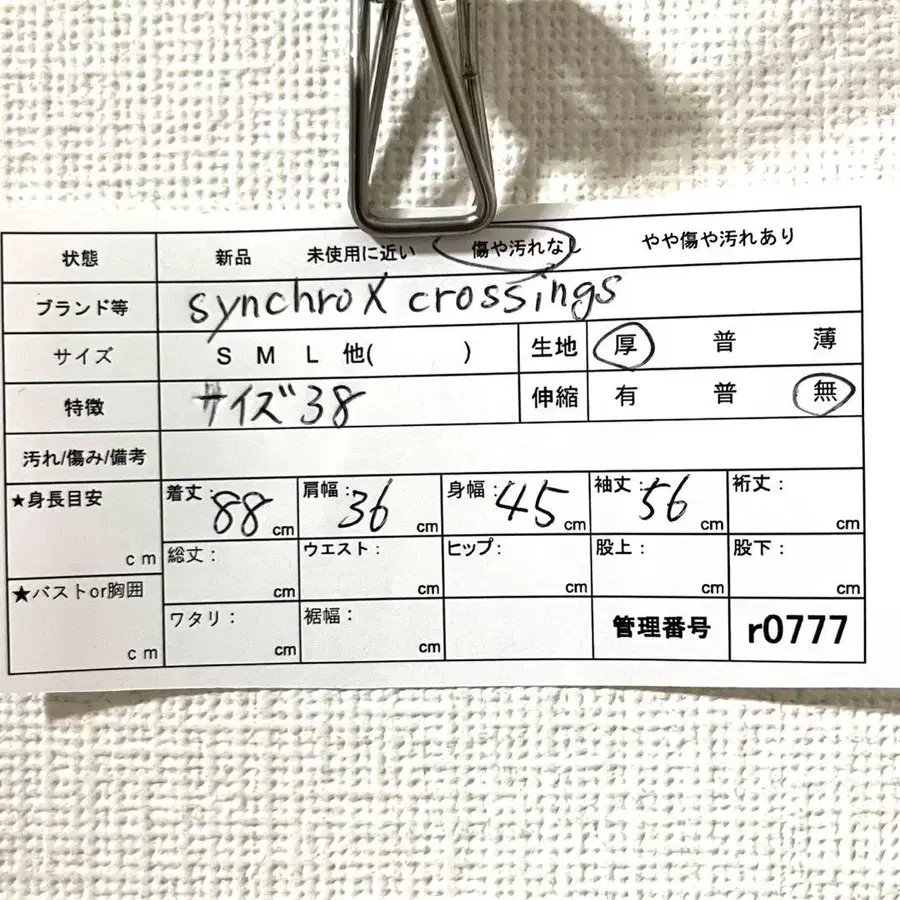 状態 新品 未使用に近い 傷や汚れなし やや傷や汚れあり
ブランド等 synchro X crossings
サイズ S M L 他( ) 生地 厚 普 薄
特徴 サイズ38 伸縮 有 普 無
汚れ/傷み/備考
★身長目安 cm 着丈: 88 cm 肩幅: 36 cm 身幅: 45 cm 袖丈: 56 cm 裄丈: cm
総丈: cm ウエスト: cm ヒップ: cm 股上: cm 股下: cm
★バストor胸囲 cm ワタリ: cm 裾幅: cm 管理番号 r0777